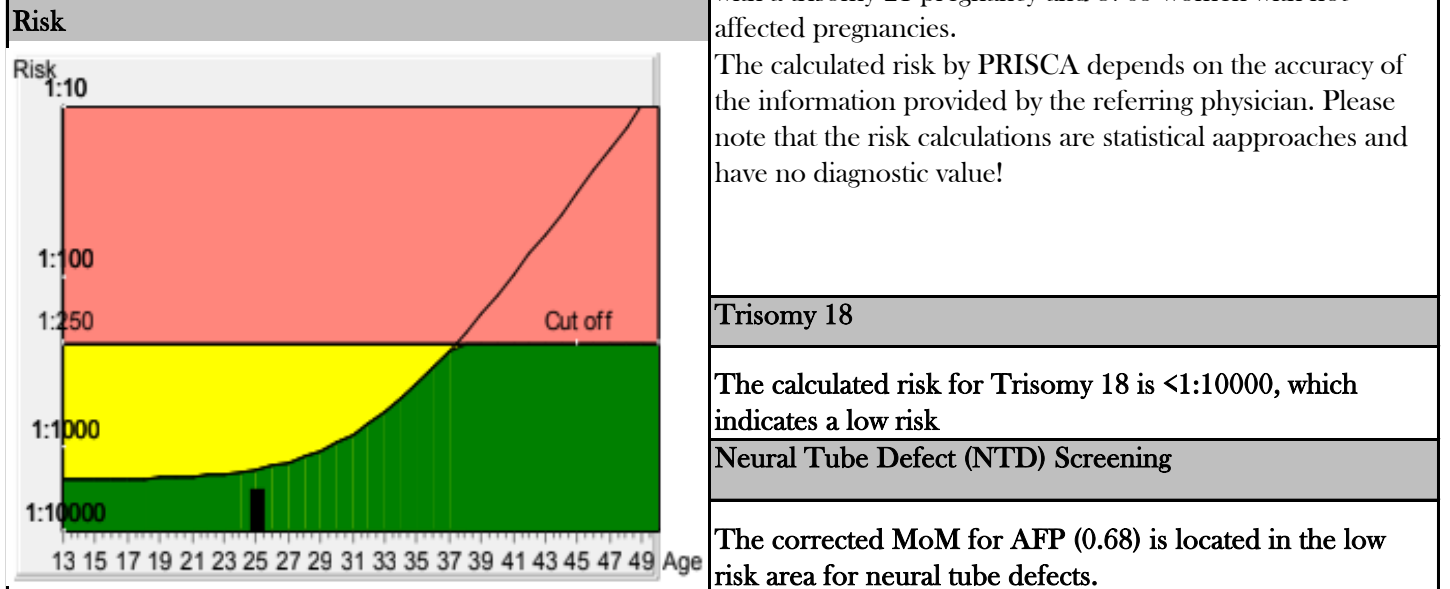 Risk
Risk
1:10
1:100
1:250
Cut off
1:1000
1:10000
13 15 17 19 21 23 25 27 29 31 33 35 37 39 41 43 45 47 49 Age
affected pregnancies.
The calculated risk by PRISCA depends on the accuracy of
the information provided by the referring physician. Please
note that the risk calculations are statistical aapproaches and
have no diagnostic value!
Trisomy 18
The calculated risk for Trisomy 18 is <1:10000, which
indicates a low risk
Neural Tube Defect (NTD) Screening
The corrected MoM for AFP (0.68) is located in the low
risk area for neural tube defects.